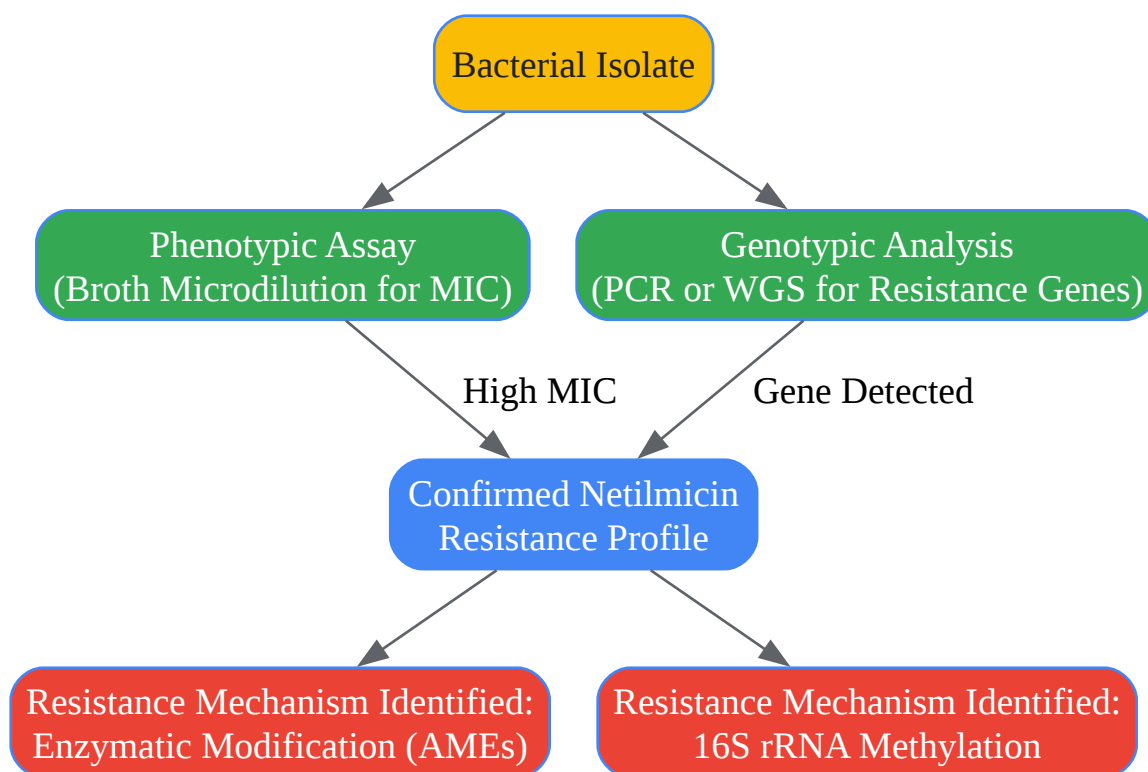 Bacterial Isolate
Phenotypic Assay
(Broth Microdilution for MIC)
Genotypic Analysis
(PCR or WGS for Resistance Genes)
High MIC
Gene Detected
Confirmed Netilmicin
Resistance Profile
Resistance Mechanism Identified:
Enzymatic Modification (AMEs)
Resistance Mechanism Identified:
16S rRNA Methylation